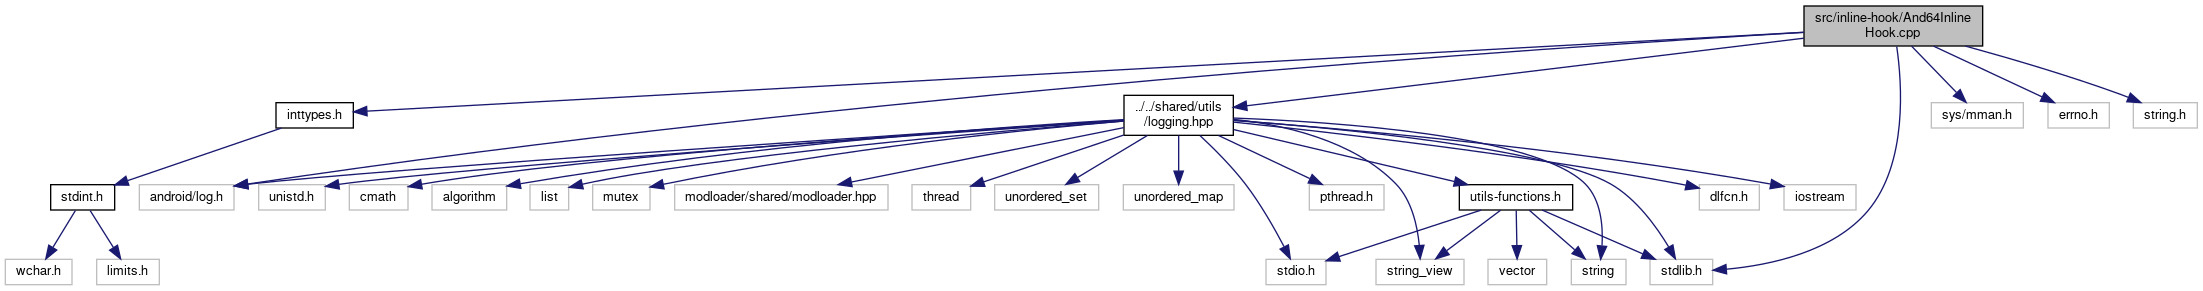 src/inline-hook/And64Inline
Hook.cpp
inttypes.h
../../shared/utils
/logging.hpp
sys/mman.h
errno.h
string.h
stdint.h
android/log.h
unistd.h
cmath
algorithm
list
mutex
modloader/shared/modloader.hpp
thread
unordered_set
unordered_map
pthread.h
utils-functions.h
dlfcn.h
iostream
wchar.h
limits.h
stdio.h
string_view
vector
string
stdlib.h